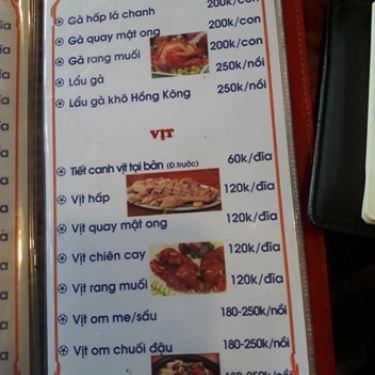 Gà hấp lá chanh 200k/con
Gà quay mật ong 200k/con
Gà rang muối 200k/con
Lẩu gà 250k/nồi
Lẩu gà khô Hồng Kông 250k/nồi
VỊT
Tiết canh vịt tại bàn (Đ.trước) 60k/đĩa
Vịt hấp 120k/đĩa
Vịt quay mật ong 120k/đĩa
Vịt chiên cay 120k/đĩa
Vịt rang muối 120k/đĩa
Vịt om me/sấu 180-250k/nồi
Vịt om chuối đậu 180-250k/nồi